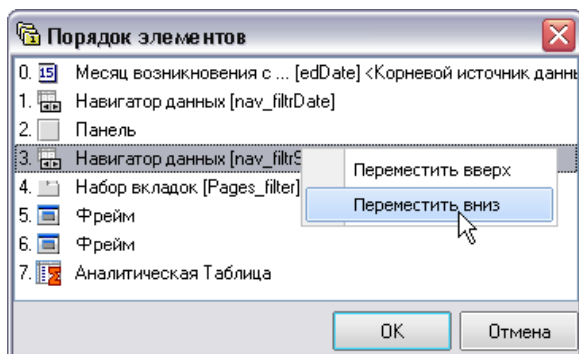 Порядок элементов
0. 15 Месяц возникновения с ... [edDate] <Корневой источник данны
1. Навигатор данных [nav_filtrDate]
2. Панель
3. Навигатор данных [nav_filtrS
Переместить вверх
4. Набор вкладок [Pages_filter]
Переместить вниз
5. Фрейм
6. Фрейм
7. Аналитическая Таблица
OK
Отмена